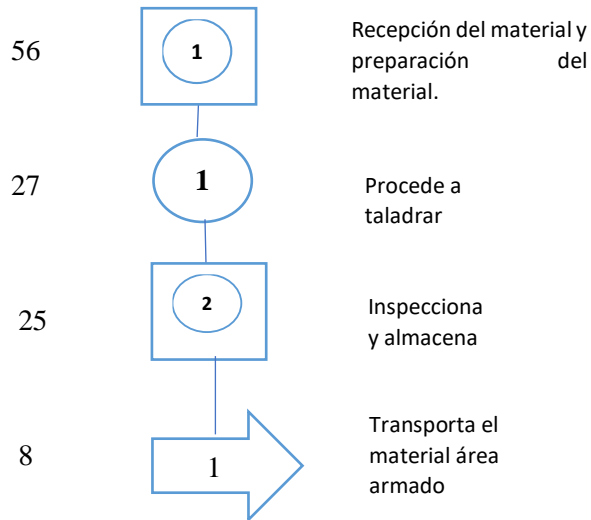 56
1
Recepción del material y
preparación del
material.
27
1
Procede a
taladrar
25
2
Inspecciona
y almacena
8
1
Transporta el
material área
armado